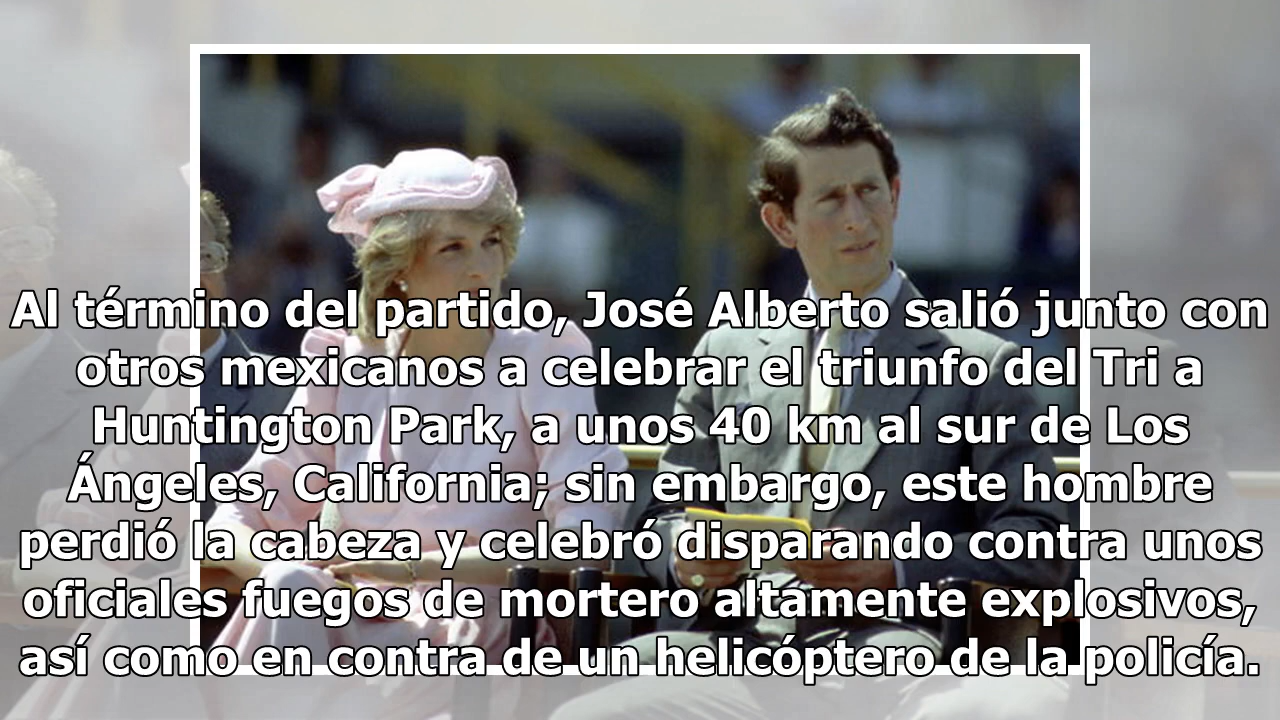 Al término del partido, José Alberto salió junto con
otros mexicanos a celebrar el triunfo del Tri a
Huntington Park, a unos 40 km al sur de Los
Ángeles, California; sin embargo, este hombre
perdió la cabeza y celebró disparando contra unos
oficiales fuegos de mortero altamente explosivos,
así como en contra de un helicóptero de la policía.